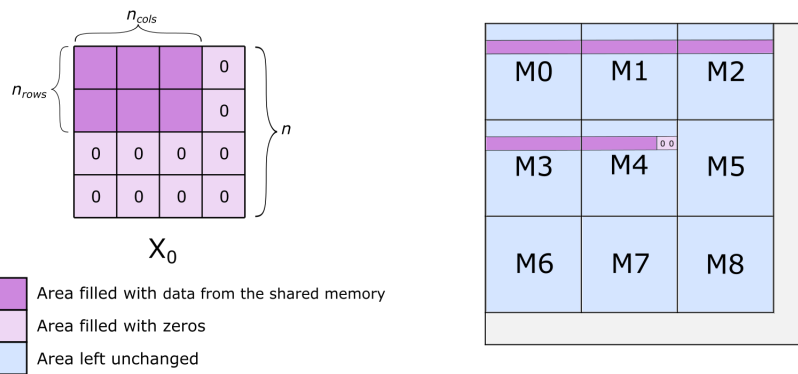 n_cols
n_rows
0
0
0 0 0 0
0 0 0 0
n
X₀
Area filled with data from the shared memory
Area filled with zeros
Area left unchanged
M0 M1 M2
0 0
M3 M4 M5
M6 M7 M8